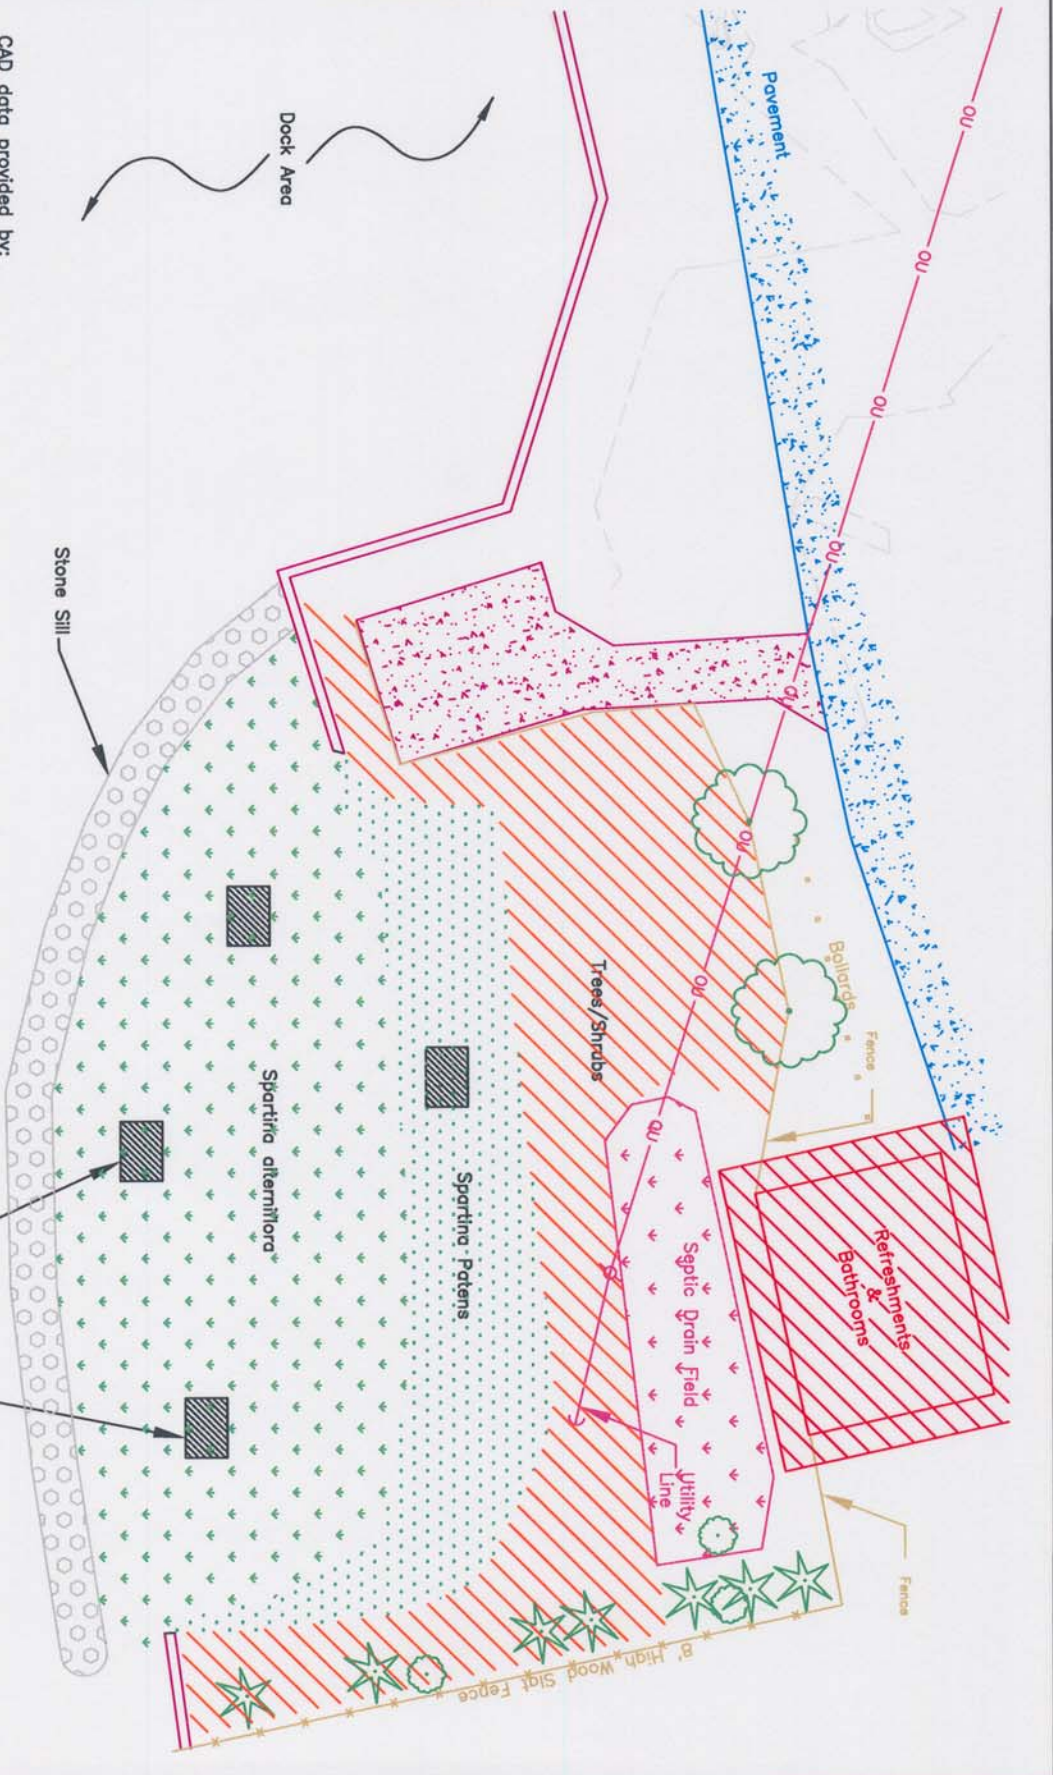 Pavement
OU
OU
OU
OU
OU
OU
OU
OU
Dock Area
CAD data provided by:
Stone Sill
Bollards
Fence
Trees/Shrubs
Refreshments
&
Bathrooms
Septic Drain Field
Utility
Line
Spartina Patens
Spartina alterniflora
Fence
8' High Wood Slat Fence